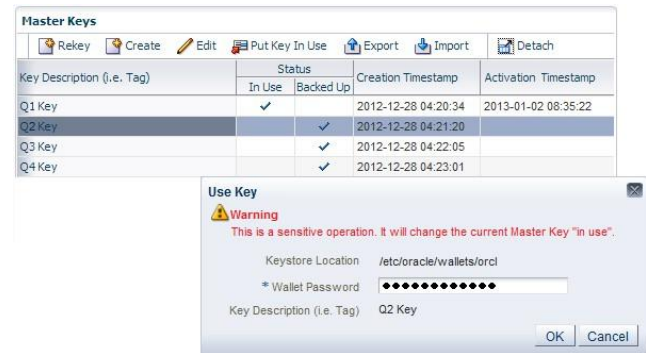 Master Keys
Rekey Create Edit Put Key In Use Export Import Detach
Key Description (i.e. Tag) Status Creation Timestamp Activation Timestamp
In Use Backed Up
Q1 Key 2012-12-28 04:20:34 2013-01-02 08:35:22
Q2 Key 2012-12-28 04:21:20
Q3 Key 2012-12-28 04:22:05
Q4 Key 2012-12-28 04:23:01
Use Key
Warning
This is a sensitive operation. It will change the current Master Key "in use".
Keystore Location /etc/oracle/wallets/orcl
* Wallet Password ●●●●●●●●●●●●
Key Description (i.e. Tag) Q2 Key
OK Cancel